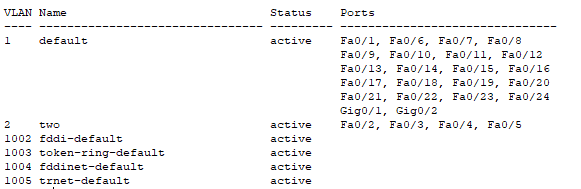 VLAN Name                             Status    Ports
---- -------------------------------- --------- -------------------------------
1    default                          active    Fa0/1, Fa0/6, Fa0/7, Fa0/8
                                                Fa0/9, Fa0/10, Fa0/11, Fa0/12
                                                Fa0/13, Fa0/14, Fa0/15, Fa0/16
                                                Fa0/17, Fa0/18, Fa0/19, Fa0/20
                                                Fa0/21, Fa0/22, Fa0/23, Fa0/24
                                                Gig0/1, Gig0/2
2    two                              active    Fa0/2, Fa0/3, Fa0/4, Fa0/5
1002 fddi-default                     active
1003 token-ring-default               active
1004 fddinet-default                  active
1005 trnet-default                    active